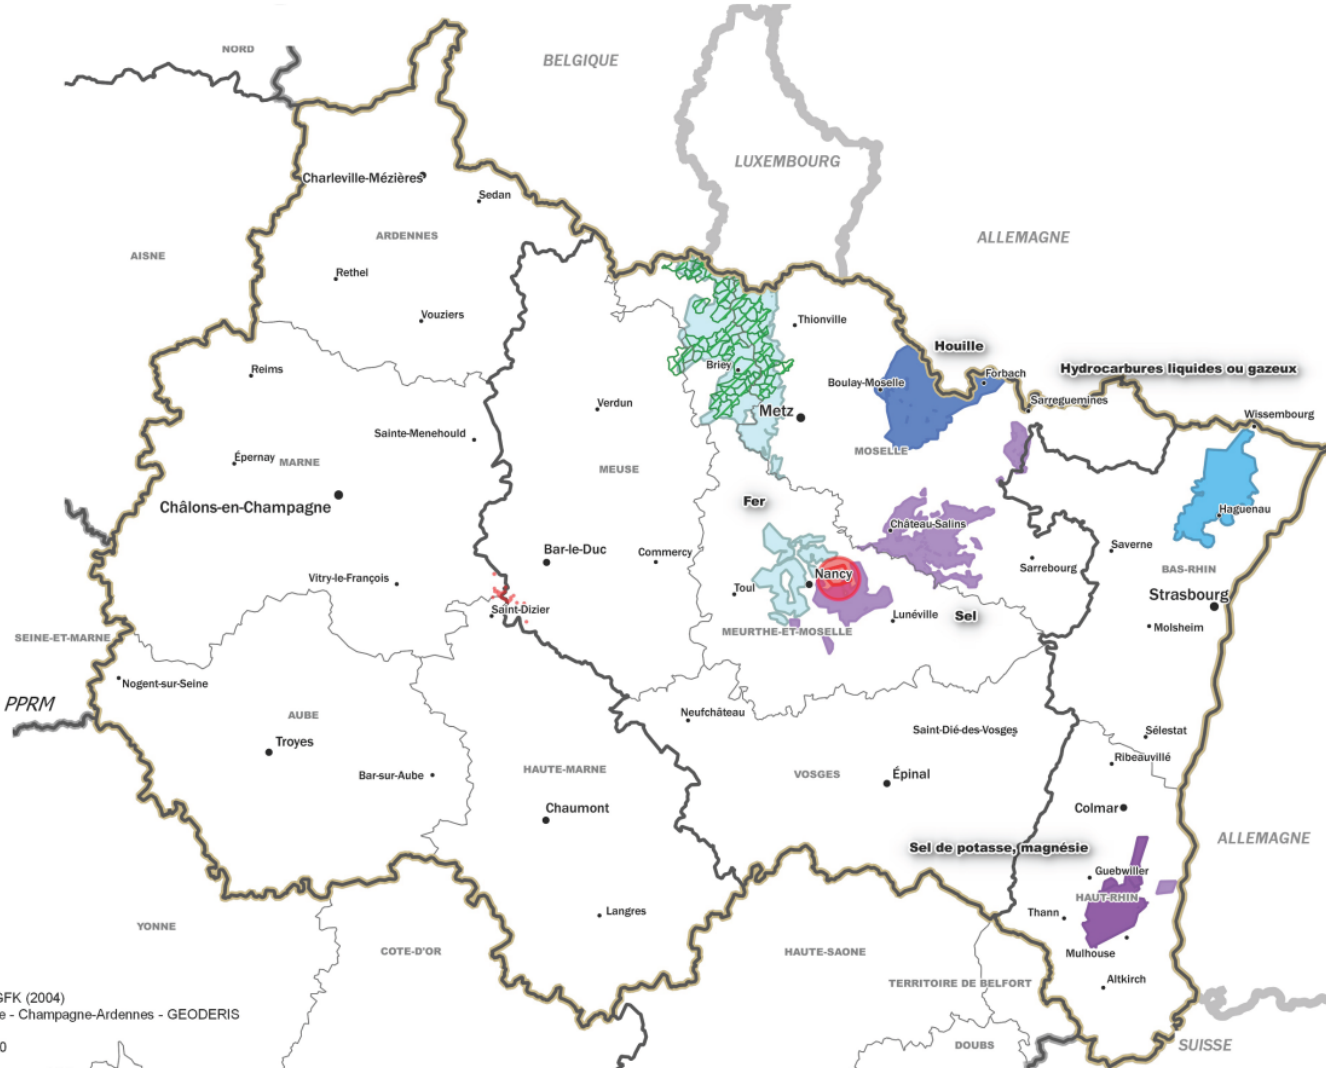 NORD
BELGIQUE
LUXEMBOURG
Charleville-Mézières
Sedan
ARDENNES
ALLEMAGNE
AISNE
Rethel
Vouziers
Thionville
Houille
Reims
Briey
Boulay-Moselle
Forbach
Hydrocarbures liquides ou gazeux
Verdun
Metz
Sarreguemines
Wissembourg
Sainte-Menehould
MOSELLE
Épernay
MARNE
MEUSE
Châlons-en-Champagne
Fer
Haguenau
Château-Salins
Bar-le-Duc
Commercy
Saverne
Vitry-le-François
Nancy
Sarrebourg
BAS-RHIN
Toul
Strasbourg
Saint-Dizier
Lunéville
Sel
SEINE-ET-MARNE
MEURTHE-ET-MOSELLE
Molsheim
Nogent-sur-Seine
PPRM
AUBE
Neufchâteau
Saint-Dié-des-Vosges
Sélestat
Troyes
Ribeauvillé
Bar-sur-Aube
HAUTE-MARNE
VOSGES
Épinal
Chaumont
Colmar
Sel de potasse, magnésie
ALLEMAGNE
Guebwiller
HAUT-RHIN
Langres
Thann
YONNE
COTE-D'OR
HAUTE-SAONE
Mulhouse
TERRITOIRE DE BELFORT
Altkirch
GFK (2004)
e - Champagne-Ardennes - GEODERIS
0
DOUBS
SUISSE